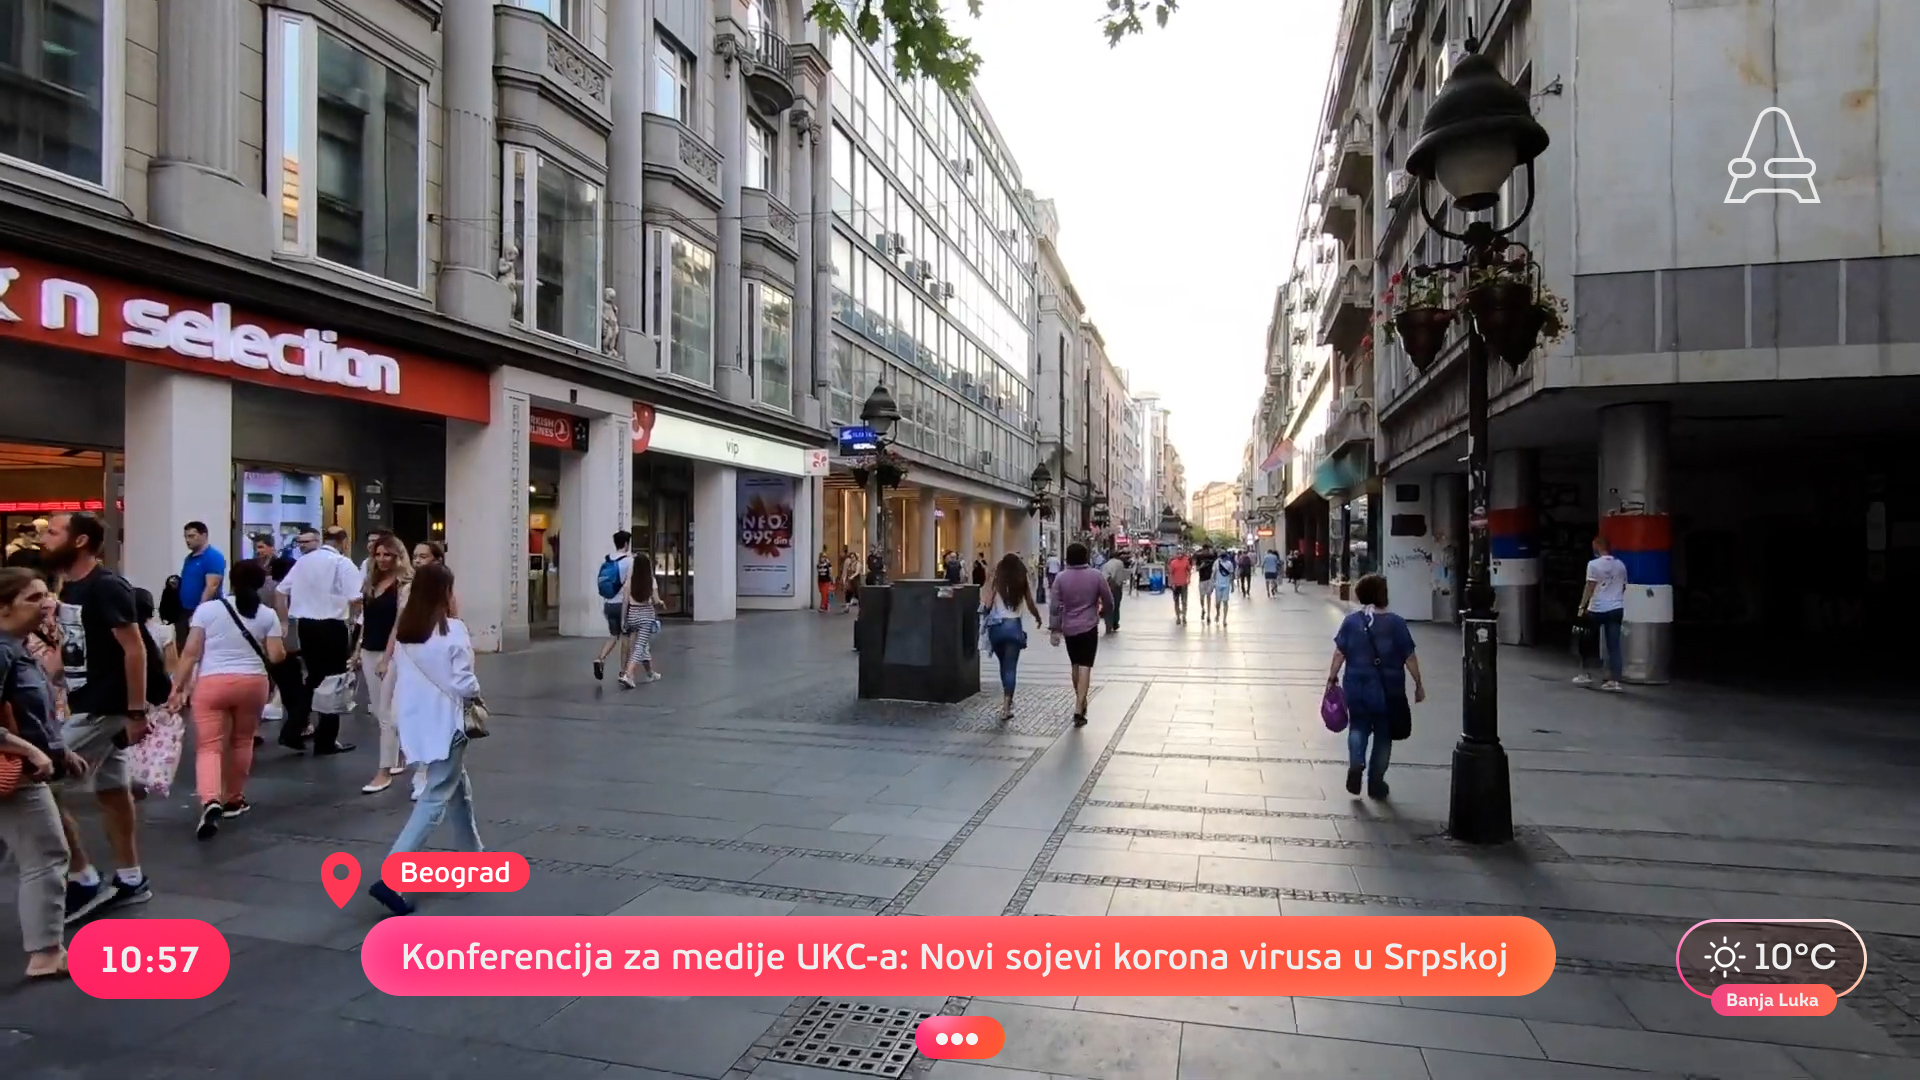 n selection
vip
NEO
999 din
Beograd
10:57
Konferencija za medije UKC-a: Novi sojevi korona virusa u Srpskoj
10°C
Banja Luka